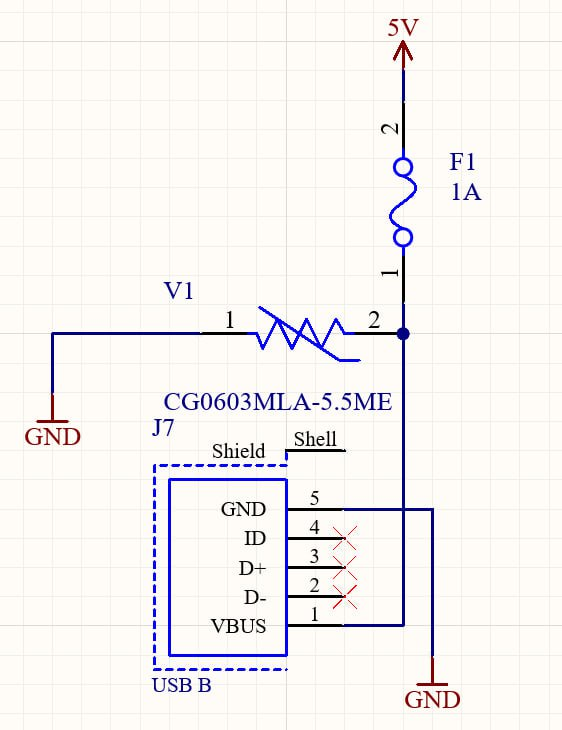 5V
2
F1
1A
1
V1
1
2
GND
CG0603MLA-5.5ME
J7
Shield
Shell
GND
5
ID
4
D+
3
D-
2
VBUS
1
USB B
GND